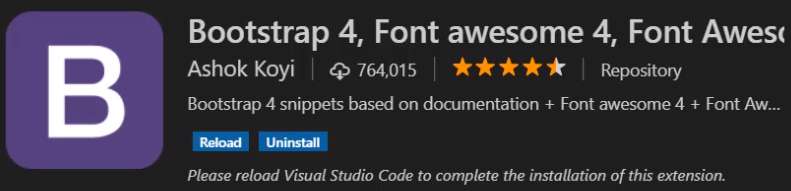 B
Bootstrap 4, Font awesome 4, Font Aweso
Ashok Koyi | 764,015 | Repository
Bootstrap 4 snippets based on documentation + Font awesome 4 + Font Aw...
Reload Uninstall
Please reload Visual Studio Code to complete the installation of this extension.